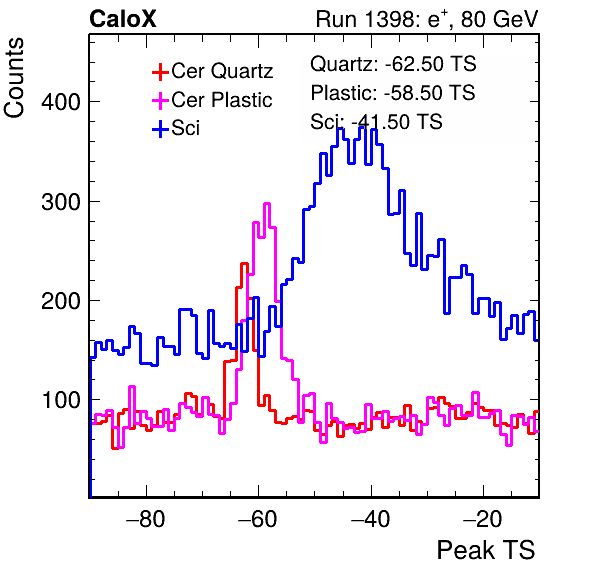 CaloX Run 1398: e⁺, 80 GeV
Counts
Cer Quartz
Cer Plastic
Sci
Quartz: -62.50 TS
Plastic: -58.50 TS
Sci: -41.50 TS
400
300
200
100
−80 −60 −40 −20
Peak TS